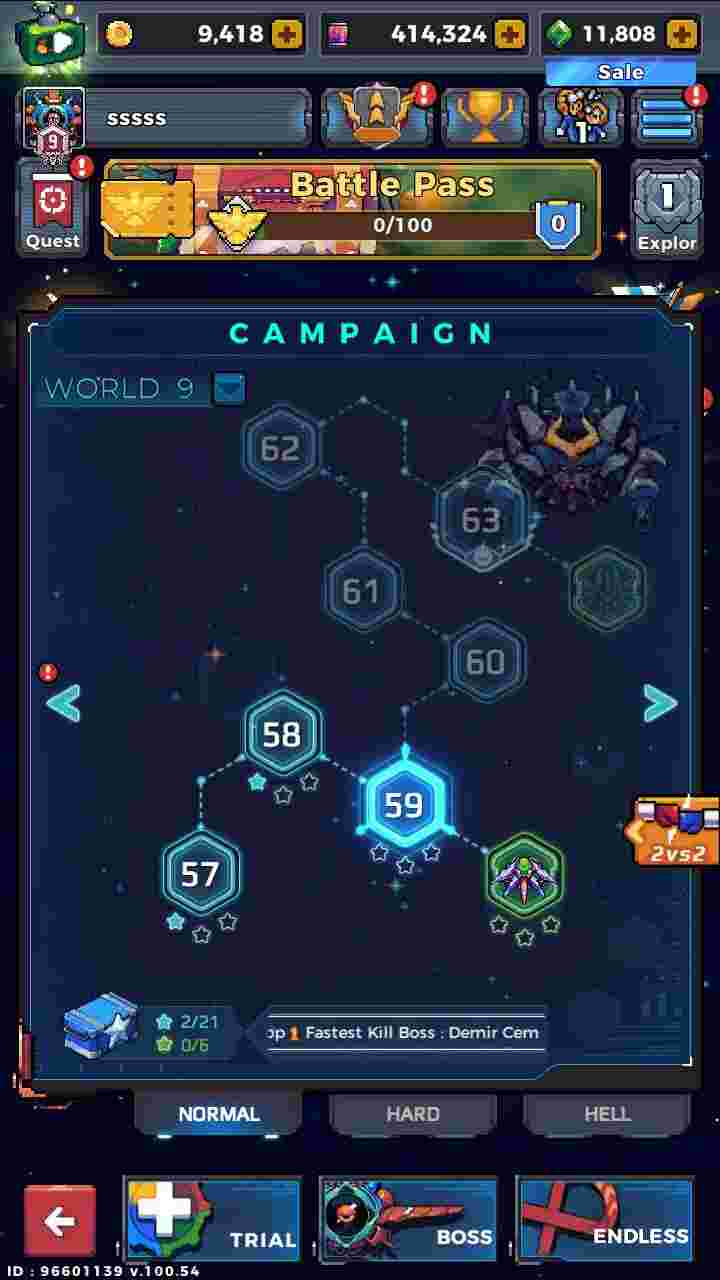 9,418
414,324
11,808
Sale
9
sssss
1
Quest
Battle Pass
0/100
0
1
Explor
CAMPAIGN
WORLD 9
62
63
61
60
58
59
57
2vs2
2/21
0/6
op 1 Fastest Kill Boss : Demir Cem
NORMAL
HARD
HELL
TRIAL
BOSS
ENDLESS
ID : 96601139 v.100.54